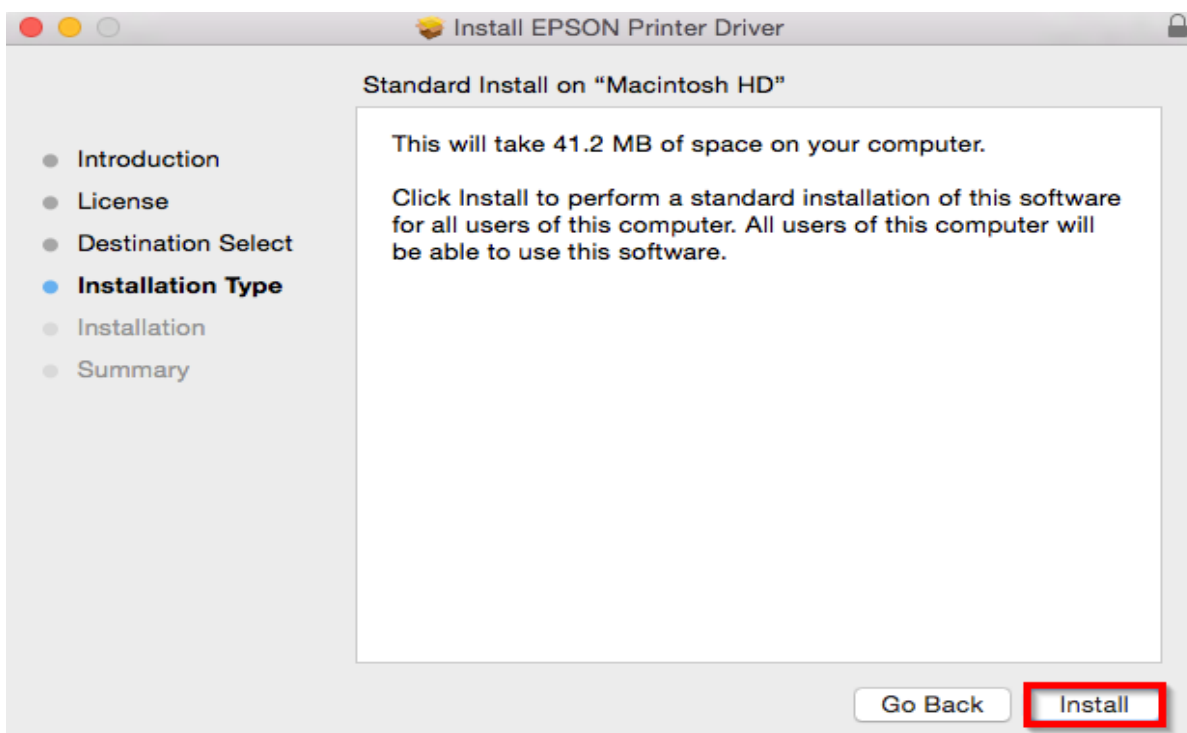 Install EPSON Printer Driver
Standard Install on “Macintosh HD”
Introduction
License
Destination Select
Installation Type
Installation
Summary
This will take 41.2 MB of space on your computer.
Click Install to perform a standard installation of this software
for all users of this computer. All users of this computer will
be able to use this software.
Go Back
Install